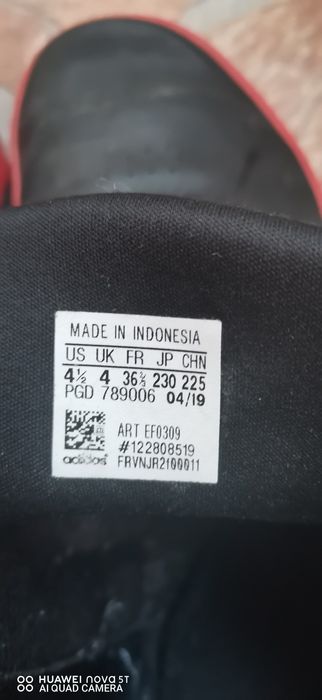 MADE IN INDONESIA
US UK FR JP CHN
4½ 4 36⅔ 230 225
PGD 789006 04/19
ART EF0309
#122808519
adidas FRVNJR2100011
HUAWEI nova 5T
AI QUAD CAMERA